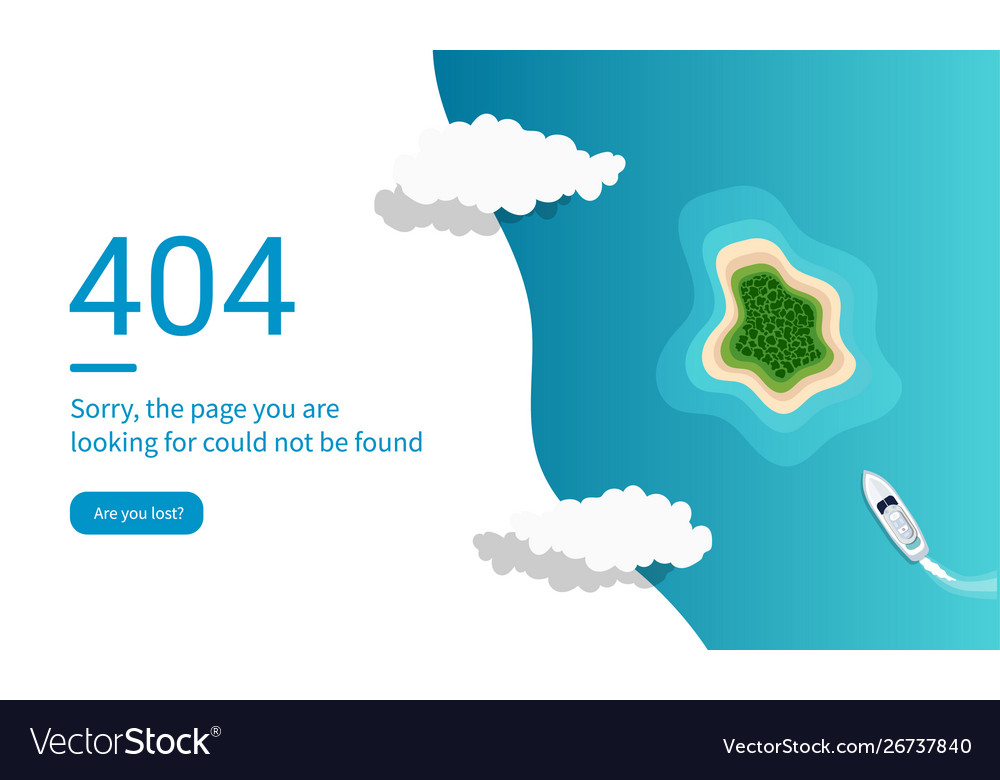 404
Sorry, the page you are
looking for could not be found
Are you lost?
VectorStock®
VectorStock.com/26737840